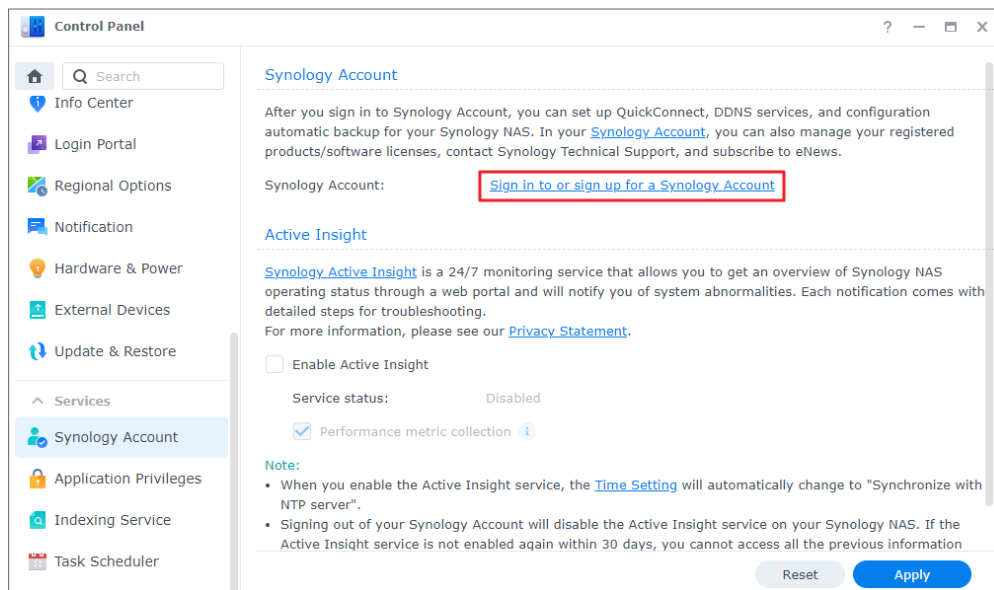 Control Panel
?
Search
Info Center
Login Portal
Regional Options
Notification
Hardware & Power
External Devices
Update & Restore
Services
Synology Account
Application Privileges
Indexing Service
Task Scheduler
Synology Account
After you sign in to Synology Account, you can set up QuickConnect, DDNS services, and configuration
automatic backup for your Synology NAS. In your Synology Account, you can also manage your registered
products/software licenses, contact Synology Technical Support, and subscribe to eNews.
Synology Account: Sign in to or sign up for a Synology Account
Active Insight
Synology Active Insight is a 24/7 monitoring service that allows you to get an overview of Synology NAS
operating status through a web portal and will notify you of system abnormalities. Each notification comes with
detailed steps for troubleshooting.
For more information, please see our Privacy Statement.
Enable Active Insight
Service status: Disabled
Performance metric collection i
Note:
• When you enable the Active Insight service, the Time Setting will automatically change to "Synchronize with
NTP server".
• Signing out of your Synology Account will disable the Active Insight service on your Synology NAS. If the
Active Insight service is not enabled again within 30 days, you cannot access all the previous information
Reset Apply